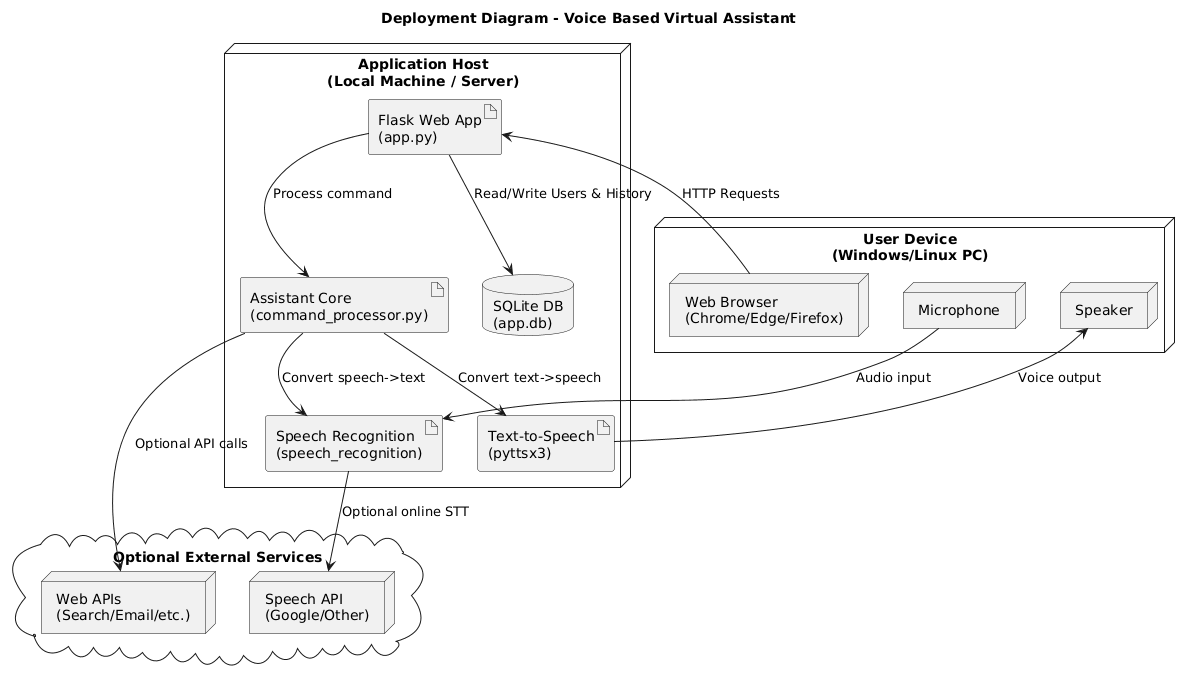 Deployment Diagram - Voice Based Virtual Assistant
Application Host
(Local Machine / Server)
Flask Web App
(app.py)
Process command
Read/Write Users & History
HTTP Requests
User Device
(Windows/Linux PC)
Web Browser
(Chrome/Edge/Firefox)
Microphone
Speaker
Assistant Core
(command_processor.py)
SQLite DB
(app.db)
Convert speech->text
Convert text->speech
Audio input
Voice output
Speech Recognition
(speech_recognition)
Text-to-Speech
(pyttsx3)
Optional API calls
Optional online STT
Optional External Services
Web APIs
(Search/Email/etc.)
Speech API
(Google/Other)